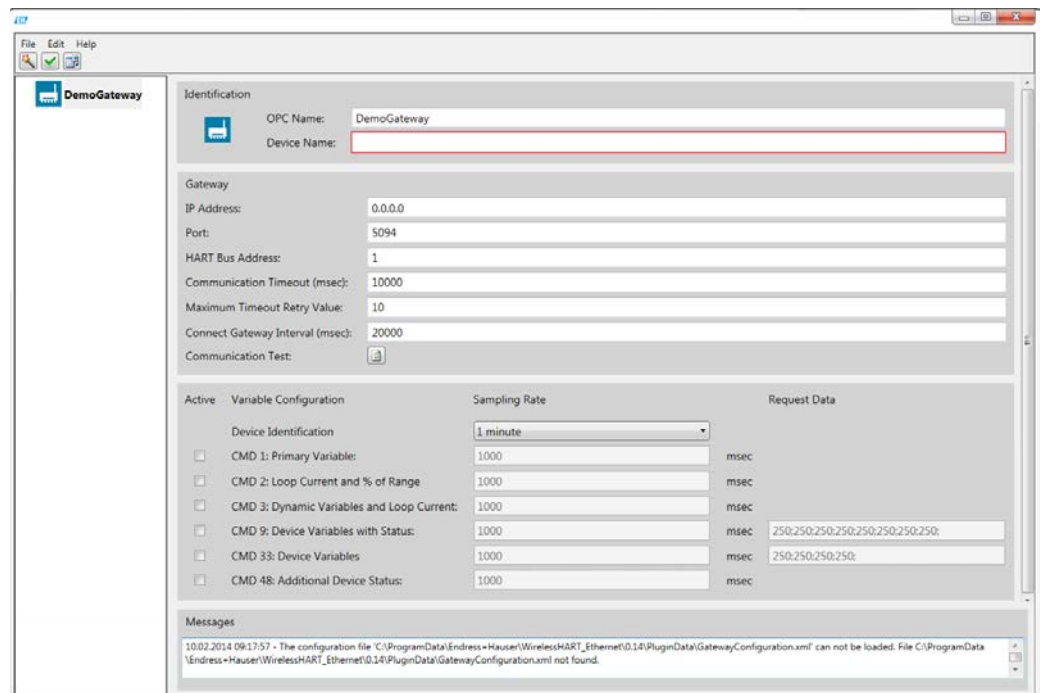 File Edit Help
DemoGateway
Identification
OPC Name: DemoGateway
Device Name:
Gateway
IP Address: 0.0.0.0
Port: 5094
HART Bus Address: 1
Communication Timeout (msec): 10000
Maximum Timeout Retry Value: 10
Connect Gateway Interval (msec): 20000
Communication Test:
Active Variable Configuration Sampling Rate Request Data
Device Identification 1 minute
CMD 1: Primary Variable: 1000 msec
CMD 2: Loop Current and % of Range 1000 msec
CMD 3: Dynamic Variables and Loop Current: 1000 msec
CMD 9: Device Variables with Status: 1000 msec 250;250;250;250;250;250;250;250;
CMD 33: Device Variables 1000 msec 250;250;250;250;
CMD 48: Additional Device Status: 1000 msec
Messages
10.02.2014 09:17:57 - The configuration file 'C:\ProgramData\Endress+Hauser\WirelessHART_Ethernet\0.14\PluginData\GatewayConfiguration.xml' can not be loaded. File C:\ProgramData
\Endress+Hauser\WirelessHART_Ethernet\0.14\PluginData\GatewayConfiguration.xml not found.